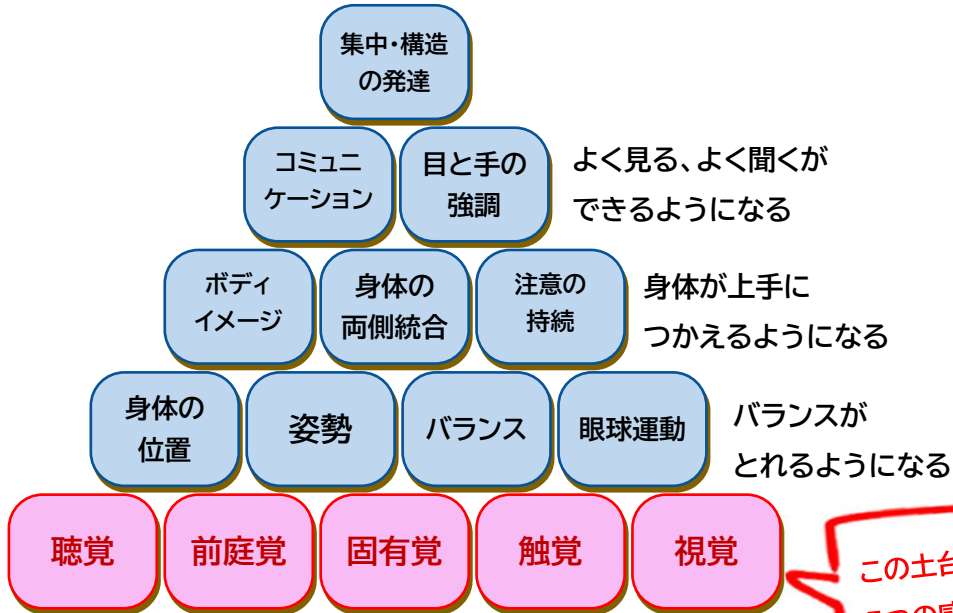 集中・構造
の発達
コミュニ
ケーション
目と手の
強調
よく見る、よく聞くが
できるようになる
ボディ
イメージ
身体の
両側統合
注意の
持続
身体が上手に
つかえるようになる
身体の
位置
姿勢
バランス
眼球運動
バランスが
とれるようになる
聴覚
前庭覚
固有覚
触覚
視覚
この土台